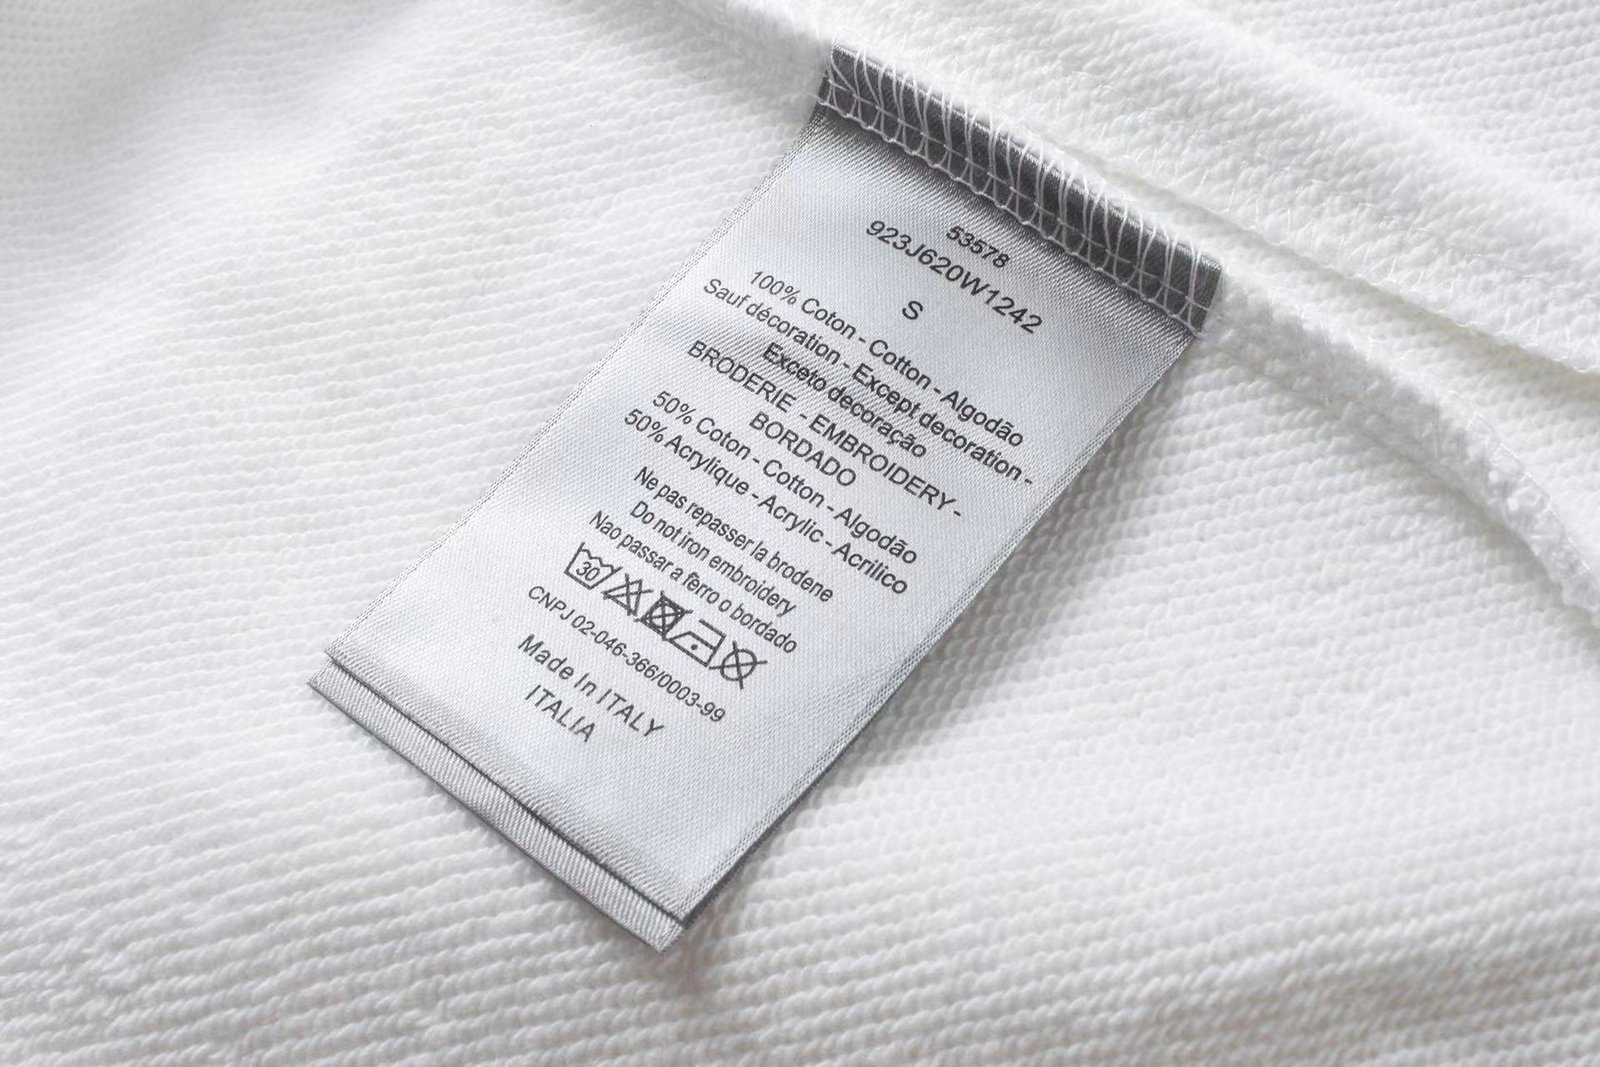 53578
923J620W1242
S
100% Coton - Cotton - Algodão
Sauf décoration - Except decoration -
Exceto decoração
BRODERIE - EMBROIDERY -
BORDADO
50% Coton - Cotton - Algodão
50% Acrylique - Acrylic - Acrilico
Ne pas repasser la brodene
Do not iron embroidery
Nao passar a ferro o bordado
30
CNPJ 02-046-366/0003-99
Made In ITALY
ITALIA